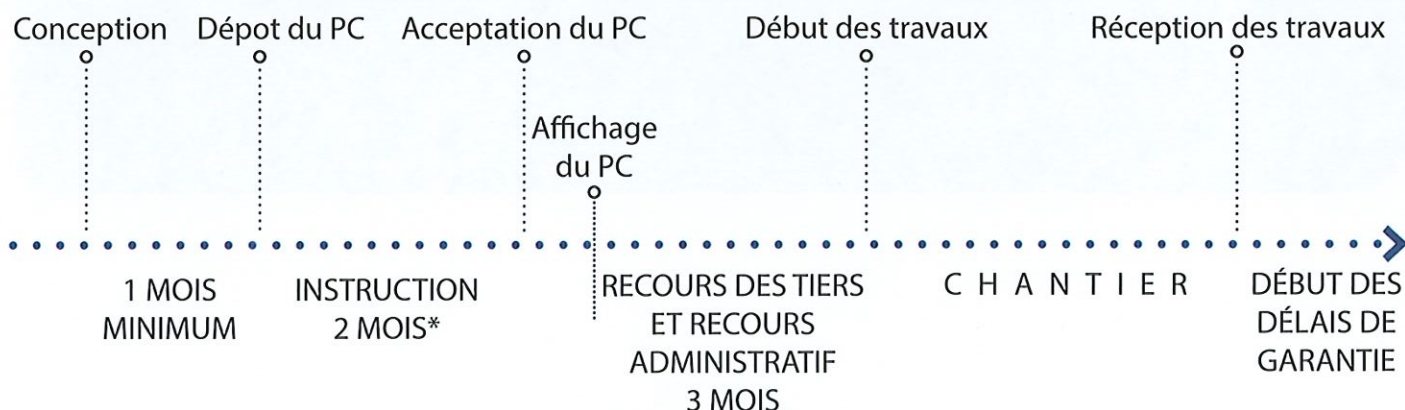 Conception
Dépot du PC
Acceptation du PC
Début des travaux
Réception des travaux
Affichage
du PC
1 MOIS
MINIMUM
INSTRUCTION
2 MOIS*
RECOURS DES TIERS
ET RECOURS
ADMINISTRATIF
3 MOIS
CHANTIER
DÉBUT DES
DÉLAIS DE
GARANTIE